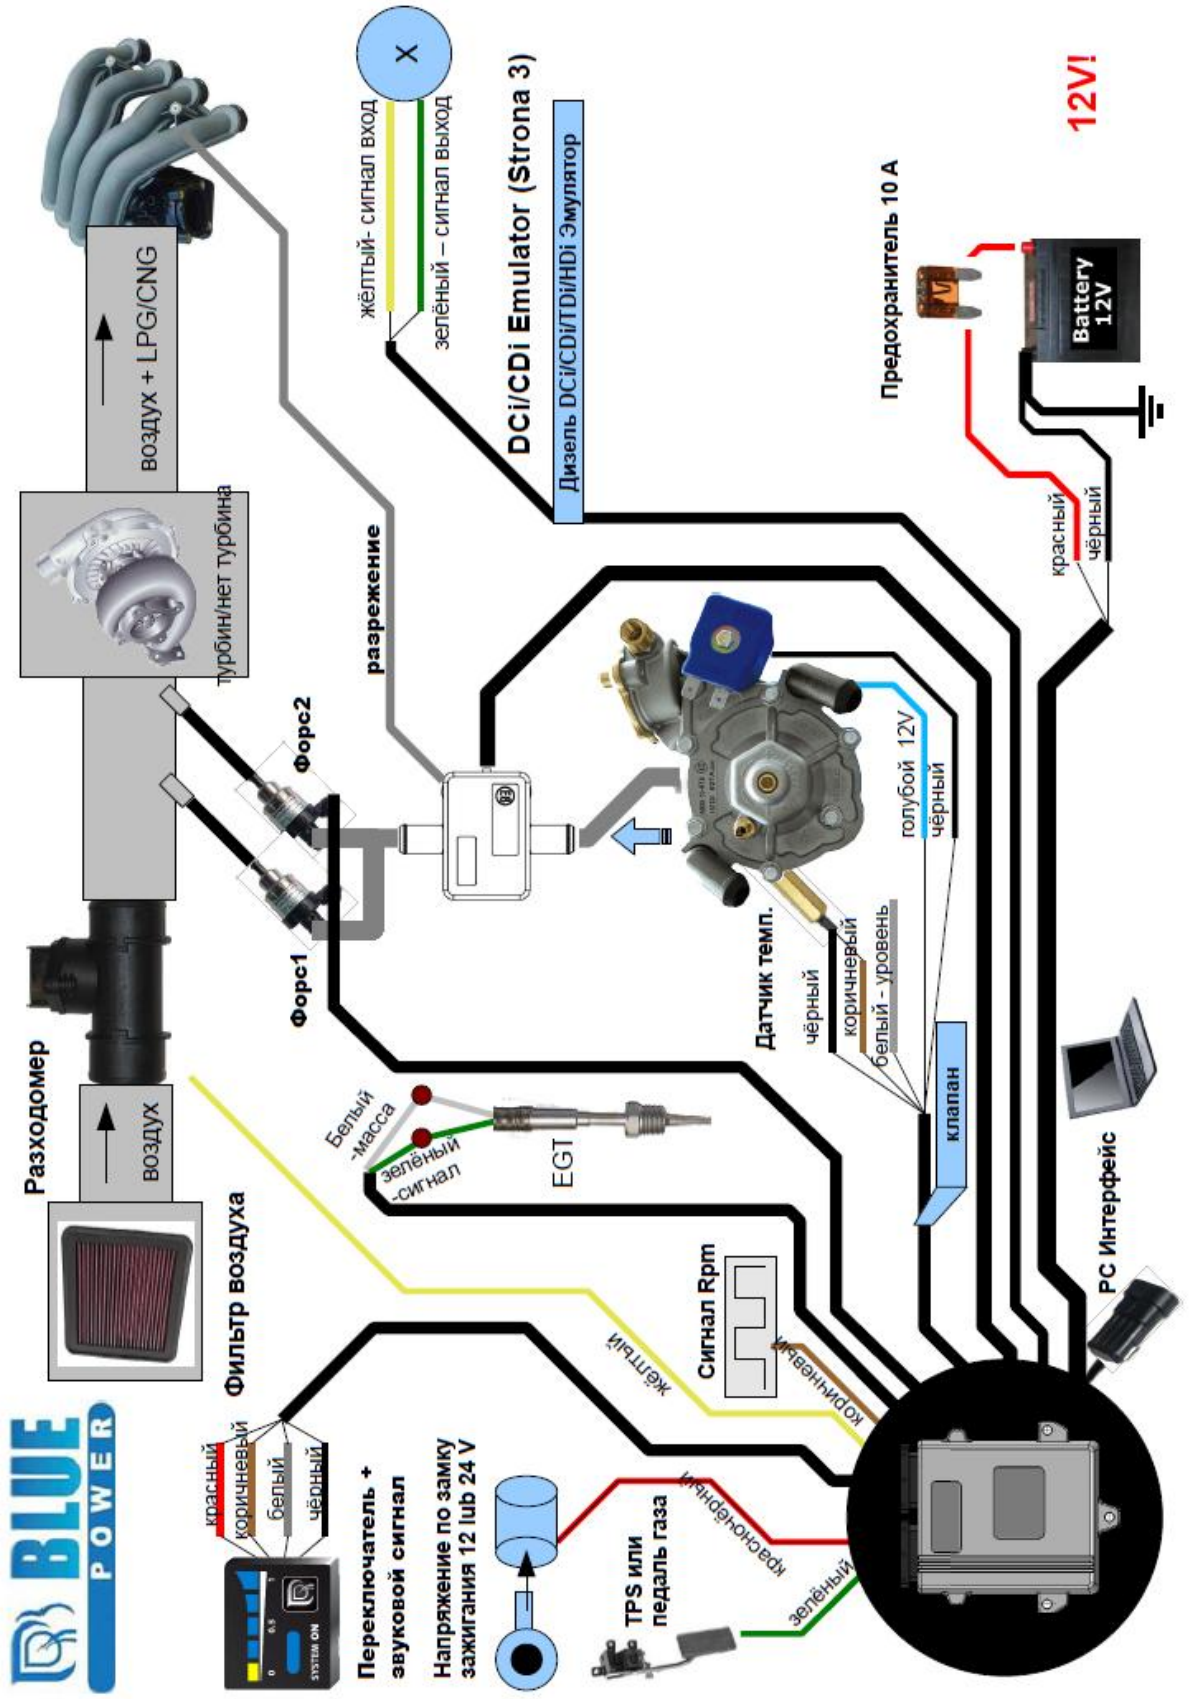 BLUE
POWER
Фильтр воздуха
Разходомер
воздух
турбин/нет турбина
воздух + LPG/CNG
красный
коричневый
белый
чёрный
0
0.5
1
SYSTEM ON
Переключатель +
звуковой сигнал
Напряжение по замку
зажигания 12 lub 24 V
TPS или
педаль газа
зелёный
красночёрный
жёлтый
Сигнал Rpm
коричневый
Белый
-масса
зелёный
-сигнал
EGT
Форс1
Форс2
разрежение
жёлтый- сигнал вход
зелёный – сигнал выход
X
DCi/CDi Emulator (Strona 3)
Дизель DCi/CDi/TDi/HDi Эмулятор
Датчик темп.
чёрный
коричневый
белый - уровень
голубой 12V
чёрный
клапан
PC Интерфейс
красный
чёрный
Предохранитель 10 А
Battery
12V
12V!